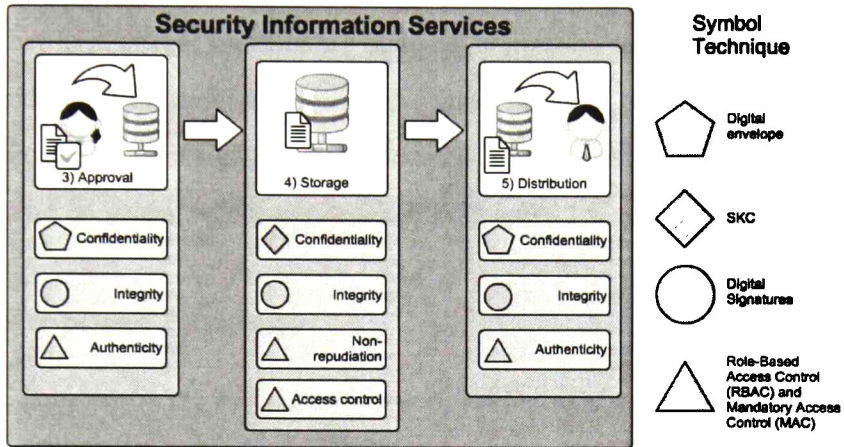 Security Information Services
3) Approval
Confidentiality
Integrity
Authenticity
4) Storage
Confidentiality
Integrity
Non-
repudiation
Access control
5) Distribution
Confidentiality
Integrity
Authenticity
Symbol
Technique
Digital
envelope
SKC
Digital
Signatures
Role-Based
Access Control
(RBAC) and
Mandatory Access
Control (MAC)